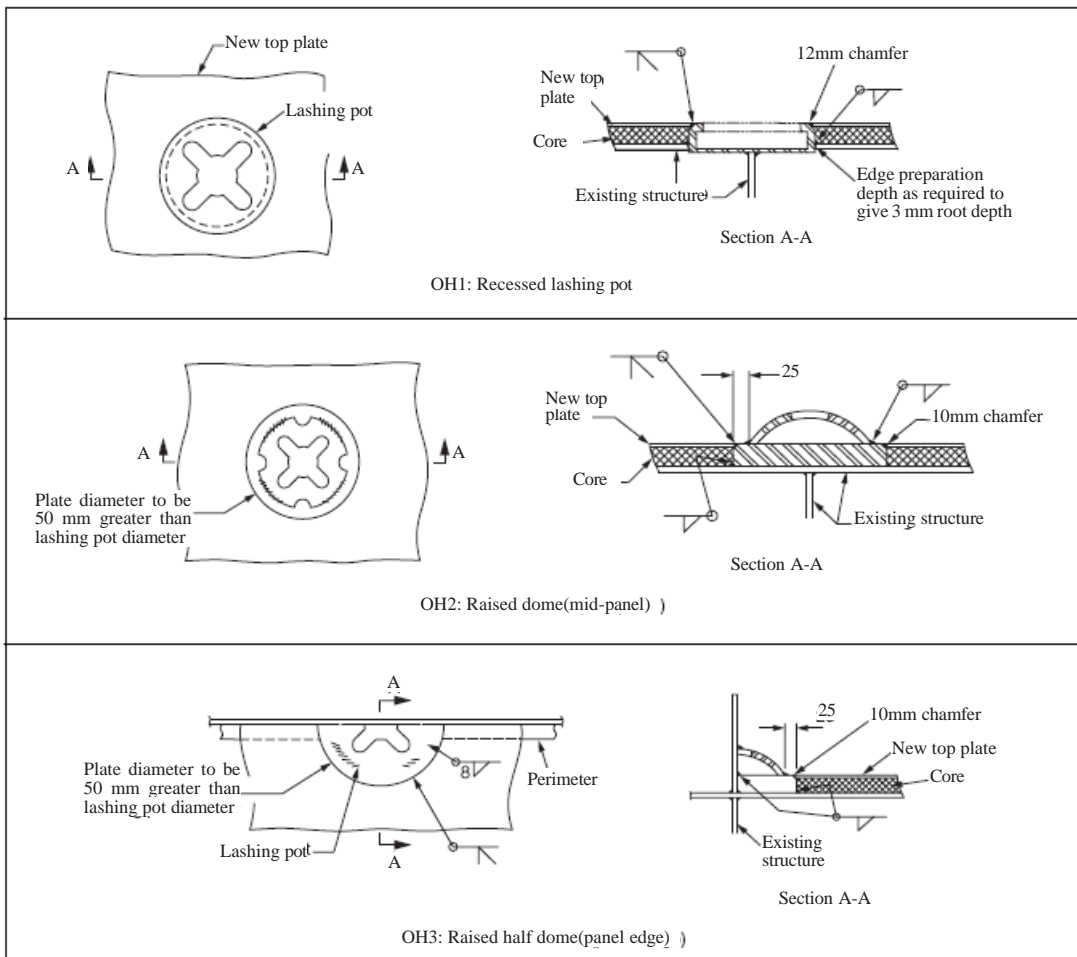 New top plate
Lashing pot
A
A
12mm chamfer
New top
plate
Core
Existing structure
Edge preparation
depth as required to
give 3 mm root depth
Section A-A
OH1: Recessed lashing pot
A
A
Plate diameter to be
50 mm greater than
lashing pot diameter
25
New top
plate
10mm chamfer
Core
Existing structure
Section A-A
OH2: Raised dome(mid-panel) )
A
Plate diameter to be
50 mm greater than
lashing pot diameter
8
Perimeter
Lashing pot
A
25
10mm chamfer
New top plate
Core
Existing
structure
Section A-A
OH3: Raised half dome(panel edge) )